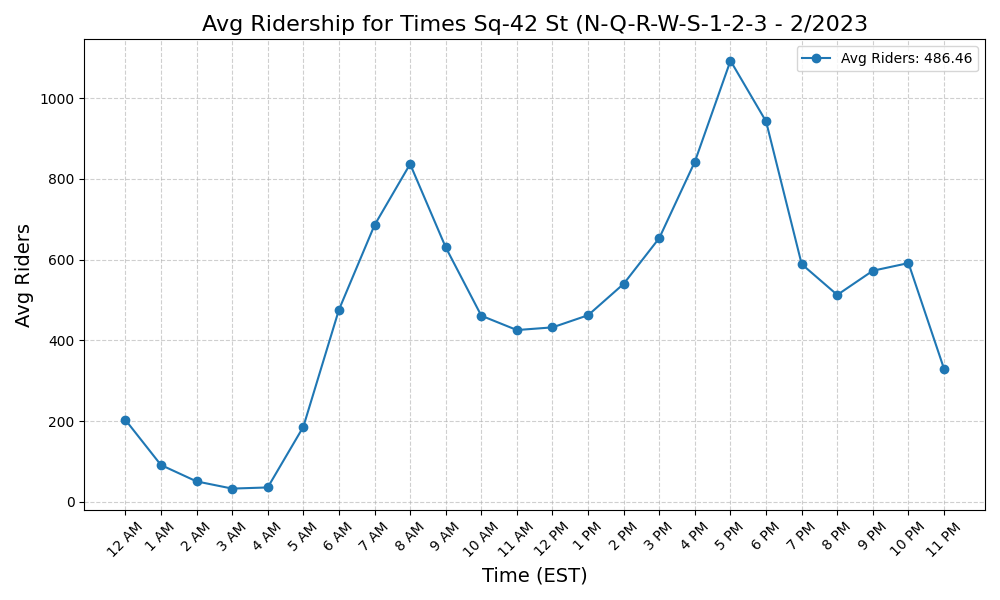 Avg Ridership for Times Sq-42 St (N-Q-R-W-S-1-2-3 - 2/2023
Avg Riders: 486.46
Avg Riders
1000
800
600
400
200
0
12 AM
1 AM
2 AM
3 AM
4 AM
5 AM
6 AM
7 AM
8 AM
9 AM
10 AM
11 AM
12 PM
1 PM
2 PM
3 PM
4 PM
5 PM
6 PM
7 PM
8 PM
9 PM
10 PM
11 PM
Time (EST)